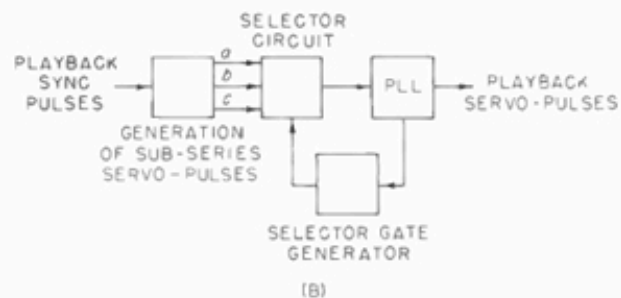 SELECTOR
CIRCUIT
PLAYBACK
SYNC
PULSES
a
b
c
PLL
PLAYBACK
SERVO-PULSES
GENERATION
OF SUB-SERIES
SERVO-PULSES
SELECTOR GATE
GENERATOR
(B)